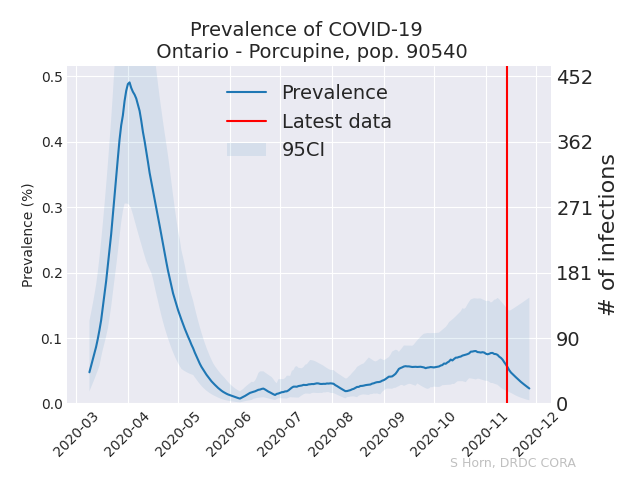 Prevalence of COVID-19
Ontario - Porcupine, pop. 90540
Prevalence
Latest data
95CI
Prevalence (%)
0.5
0.4
0.3
0.2
0.1
0.0
452
362
271
181
90
0
# of infections
2020-03
2020-04
2020-05
2020-06
2020-07
2020-08
2020-09
2020-10
2020-11
2020-12
S Horn, DRDC CORA